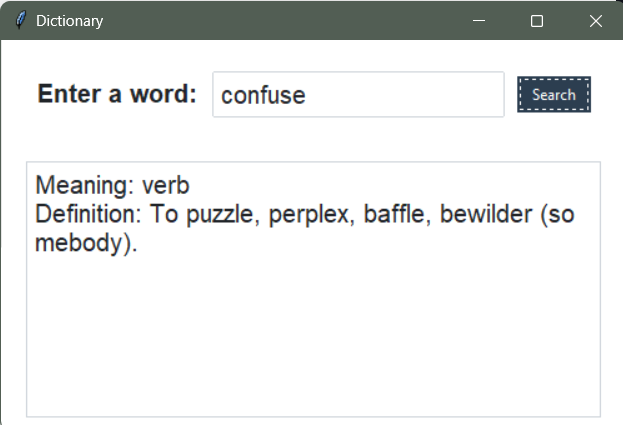 Dictionary
Enter a word: confuse Search
Meaning: verb
Definition: To puzzle, perplex, baffle, bewilder (so
mebody).